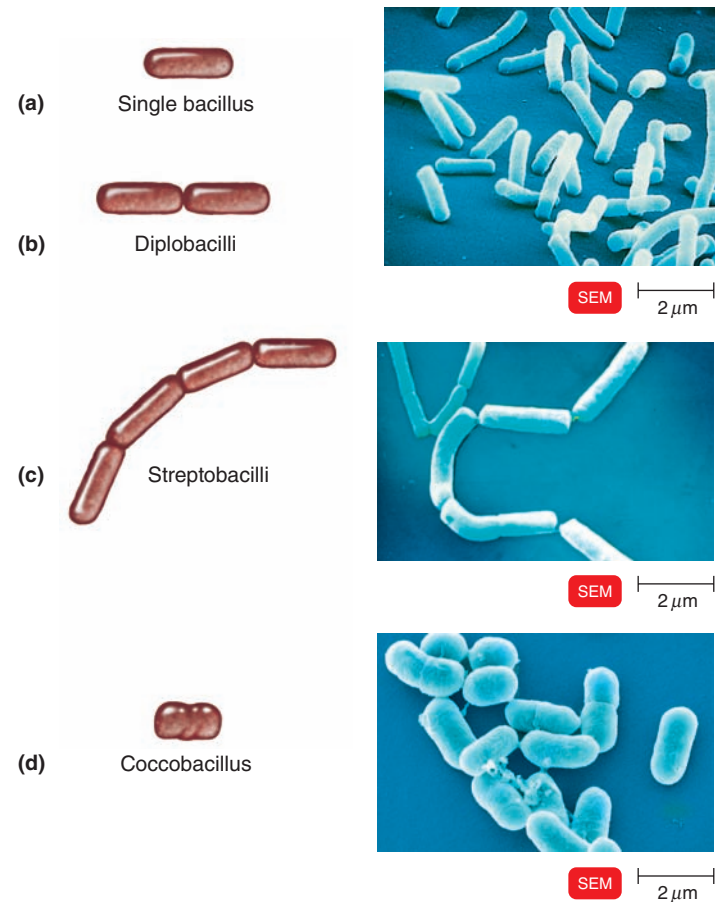 (a)
Single bacillus
(b)
Diplobacilli
SEM
2 μm
(c)
Streptobacilli
SEM
2 μm
(d)
Coccobacillus
SEM
2 μm